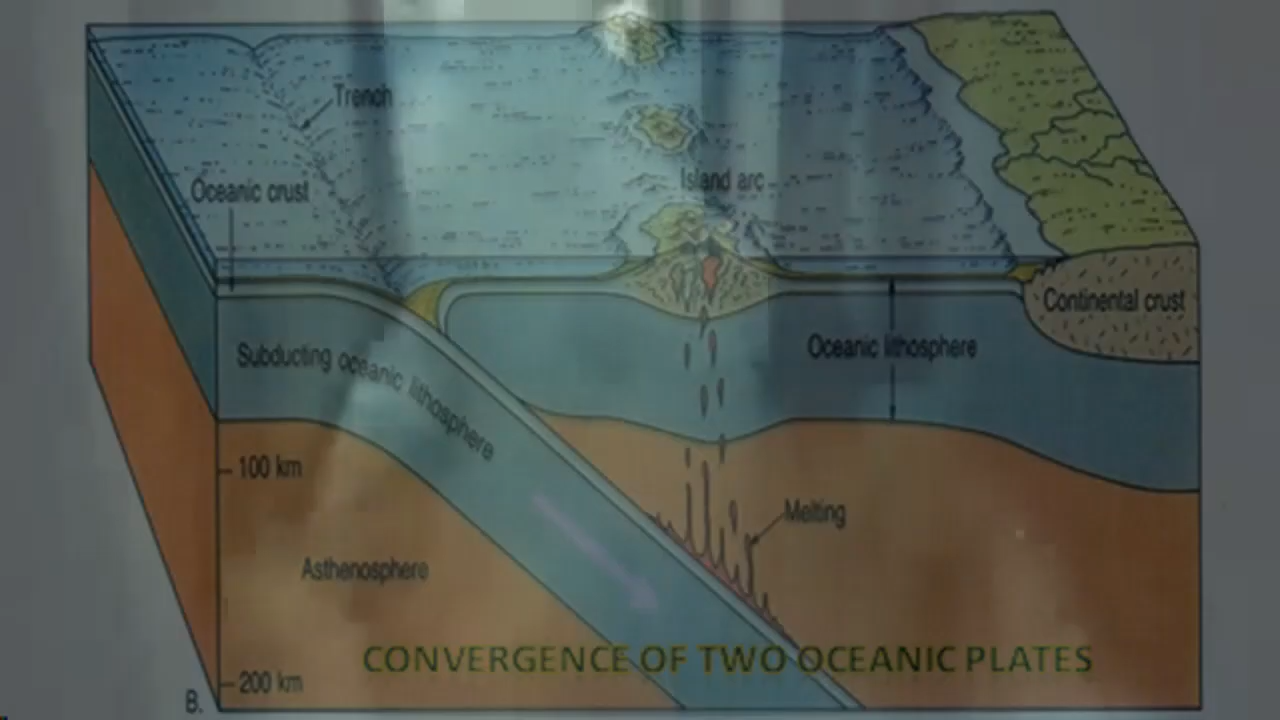 Trench
Oceanic crust
Island arc
Continental crust
Subducting oceanic lithosphere
Oceanic lithosphere
100 km
Melting
Asthenosphere
CONVERGENCE OF TWO OCEANIC PLATES
200 km
B.